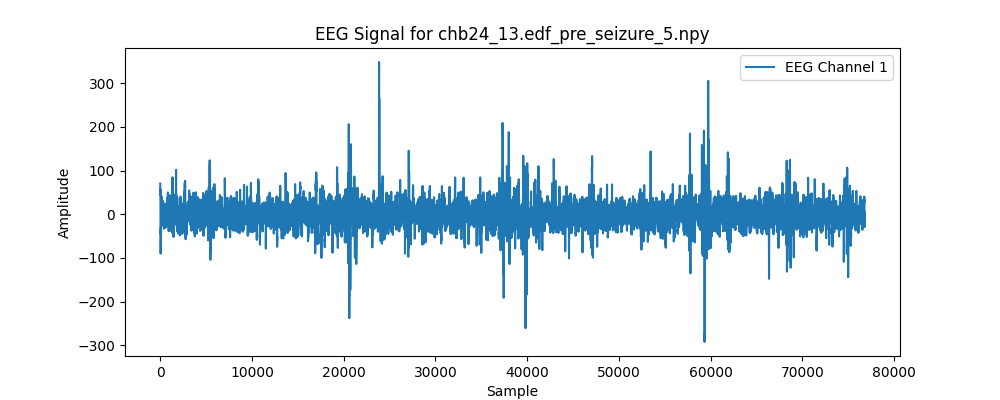 EEG Signal for chb24_13.edf_pre_seizure_5.npy
EEG Channel 1
300
200
100
0
−100
−200
−300
Amplitude
0 10000 20000 30000 40000 50000 60000 70000 80000
Sample